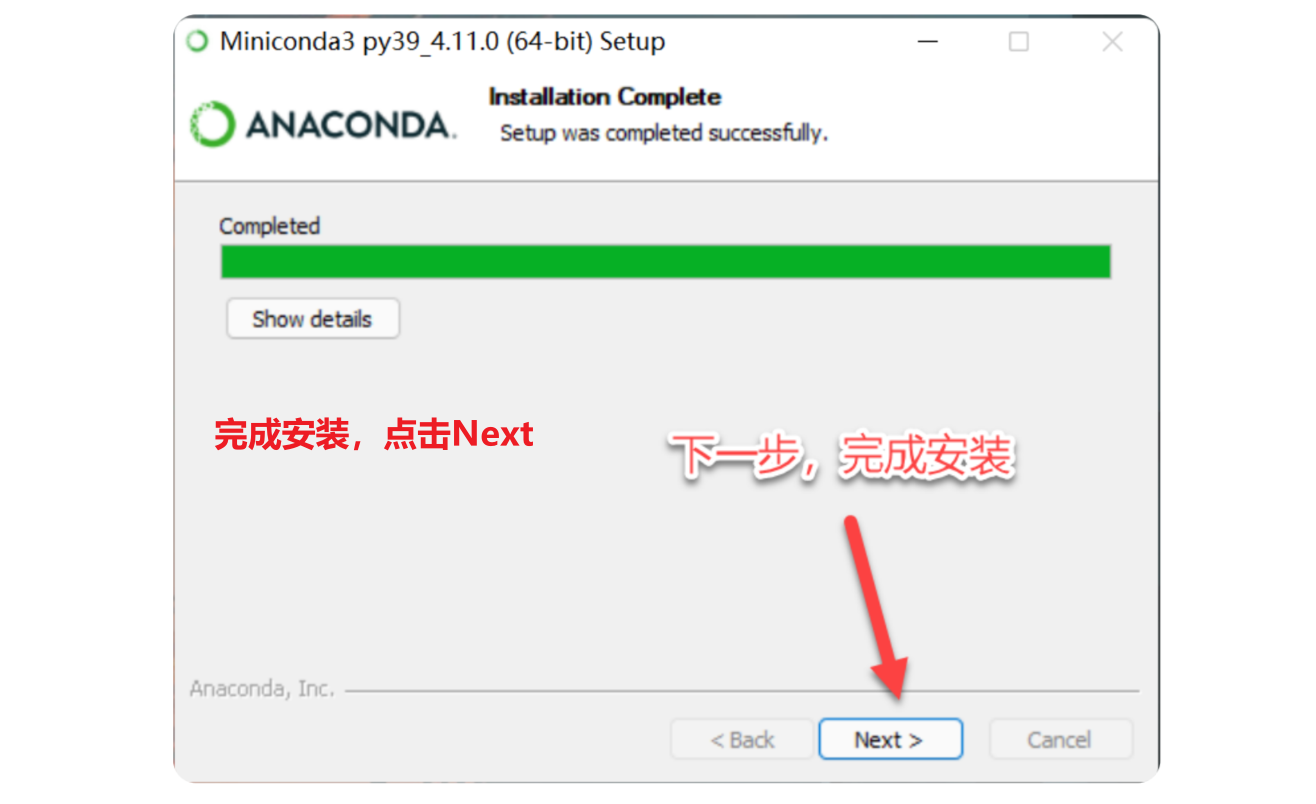 Miniconda3 py39_4.11.0 (64-bit) Setup
ANACONDA.
Installation Complete
Setup was completed successfully.
Completed
Show details
完成安装，点击Next
下一步，完成安装
Anaconda, Inc.
< Back
Next >
Cancel